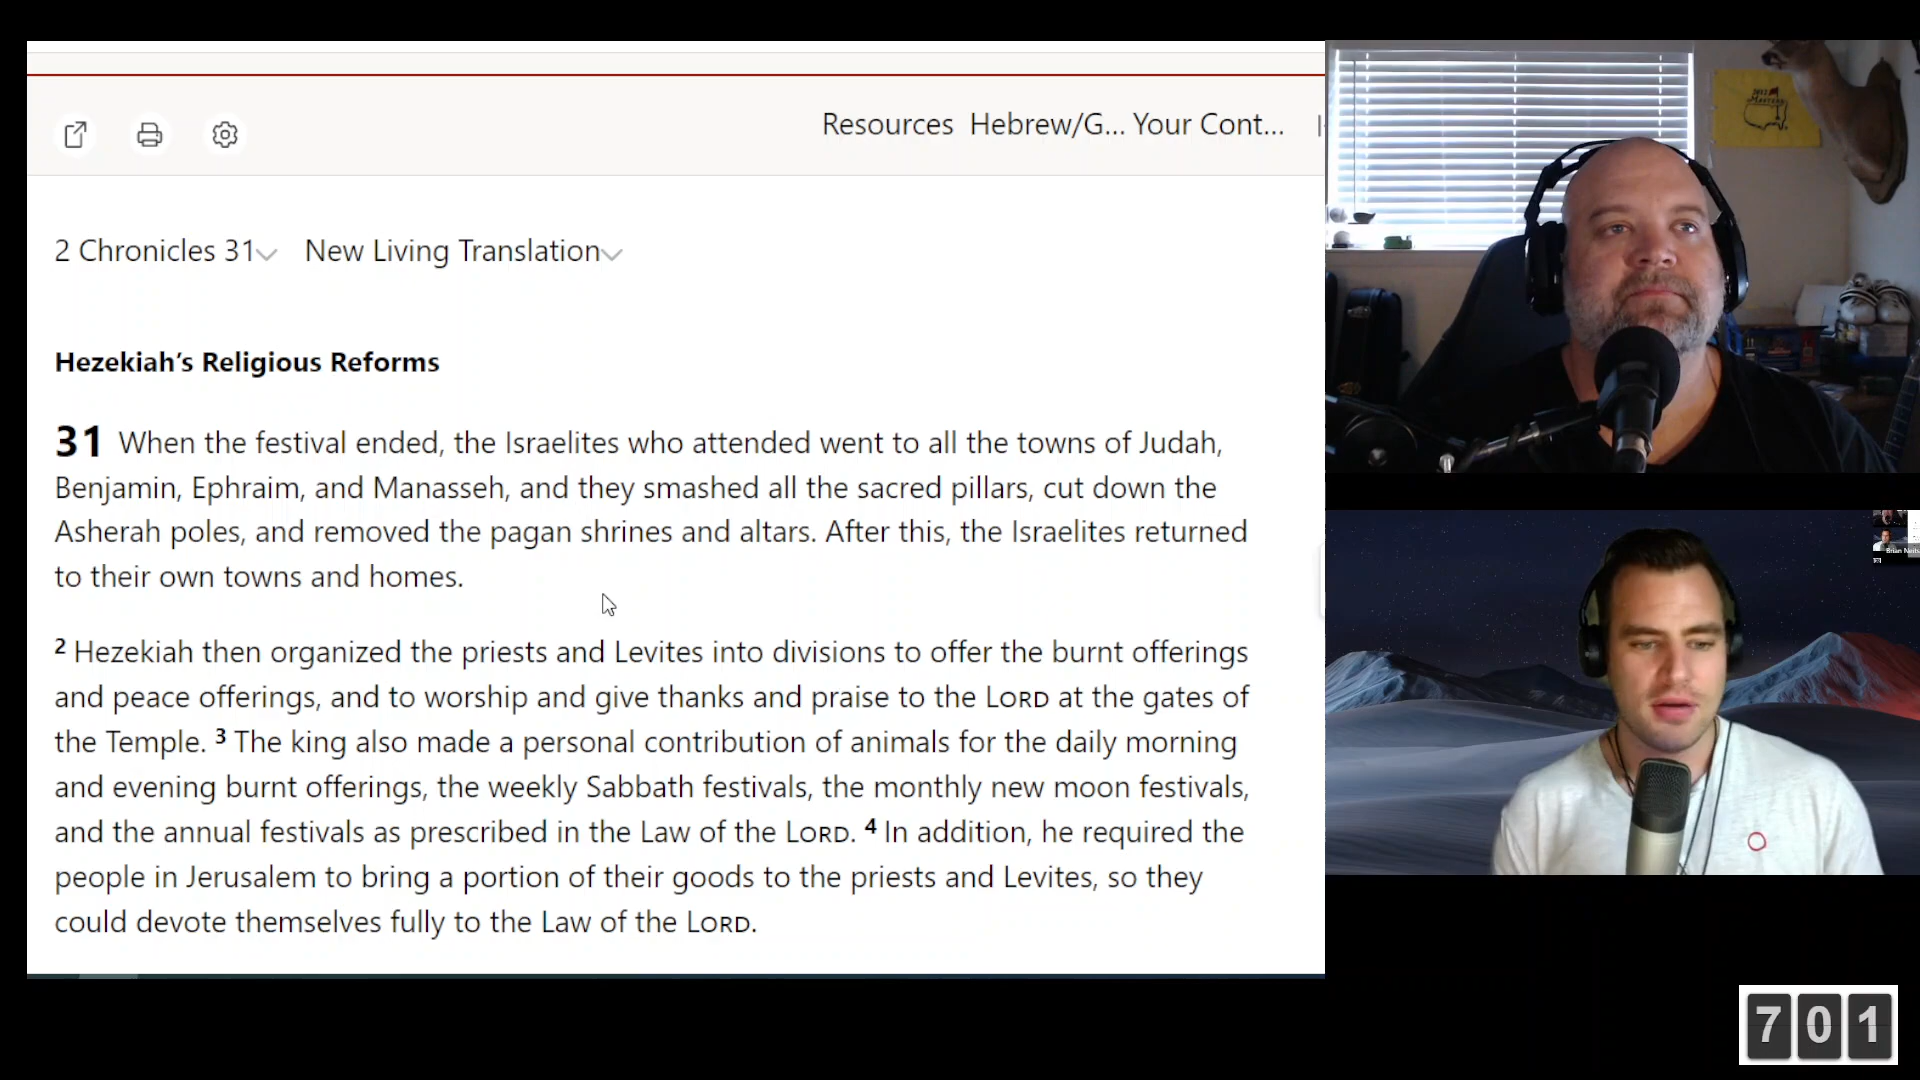 Resources Hebrew/G... Your Cont...
2 Chronicles 31 New Living Translation
Hezekiah's Religious Reforms
31 When the festival ended, the Israelites who attended went to all the towns of Judah,
Benjamin, Ephraim, and Manasseh, and they smashed all the sacred pillars, cut down the
Asherah poles, and removed the pagan shrines and altars. After this, the Israelites returned
to their own towns and homes.
2 Hezekiah then organized the priests and Levites into divisions to offer the burnt offerings
and peace offerings, and to worship and give thanks and praise to the LORD at the gates of
the Temple. 3 The king also made a personal contribution of animals for the daily morning
and evening burnt offerings, the weekly Sabbath festivals, the monthly new moon festivals,
and the annual festivals as prescribed in the Law of the LORD. 4 In addition, he required the
people in Jerusalem to bring a portion of their goods to the priests and Levites, so they
could devote themselves fully to the Law of the LORD.
Masters
701